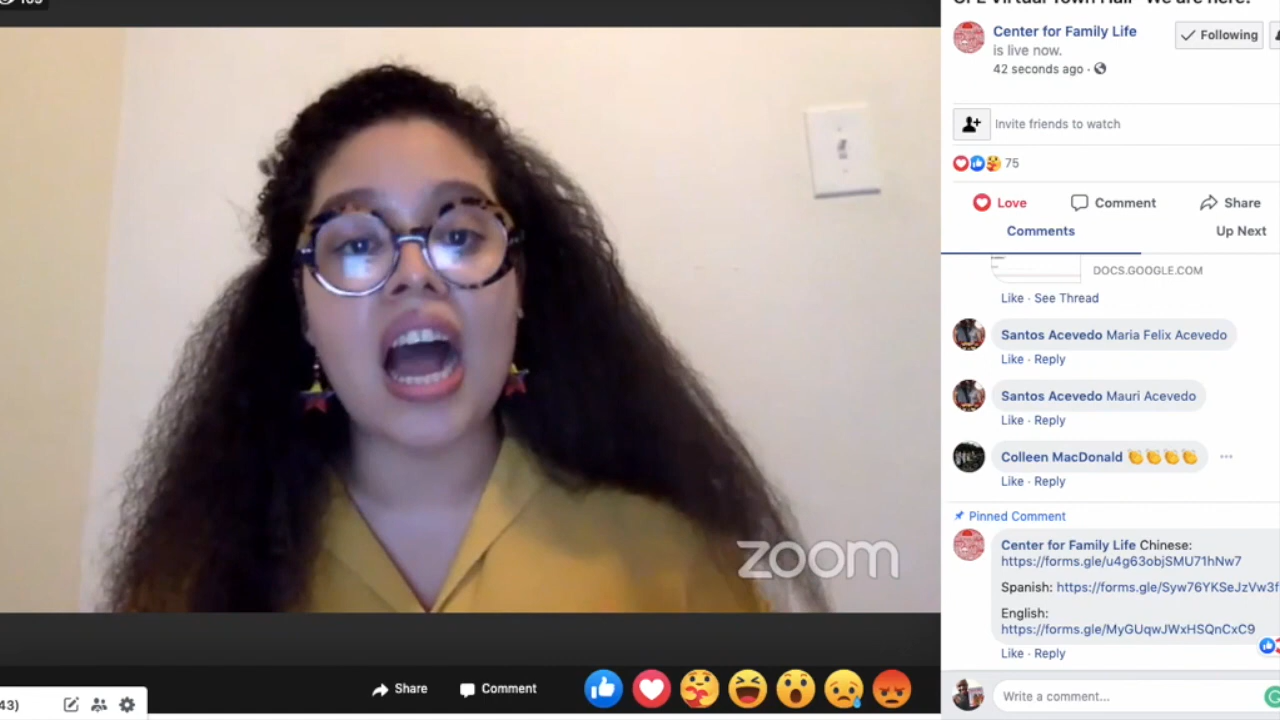 CFL Virtual Town Hall - We are here!
Center for Family Life
is live now.
42 seconds ago ·
Following
Invite friends to watch
75
Love
Comment
Share
Comments
Up Next
DOCS.GOOGLE.COM
Like · See Thread
Santos Acevedo Maria Felix Acevedo
Like · Reply
Santos Acevedo Mauri Acevedo
Like · Reply
Colleen MacDonald 👏👏👏👏
Like · Reply
Pinned Comment
Center for Family Life Chinese:
https://forms.gle/u4g63objSMU71hNw7
Spanish: https://forms.gle/Syw76YKSeJzVw3f
English:
https://forms.gle/MyGUqwJWxHSQnCxC9
Like · Reply
Write a comment...
zoom
Share
Comment
43)